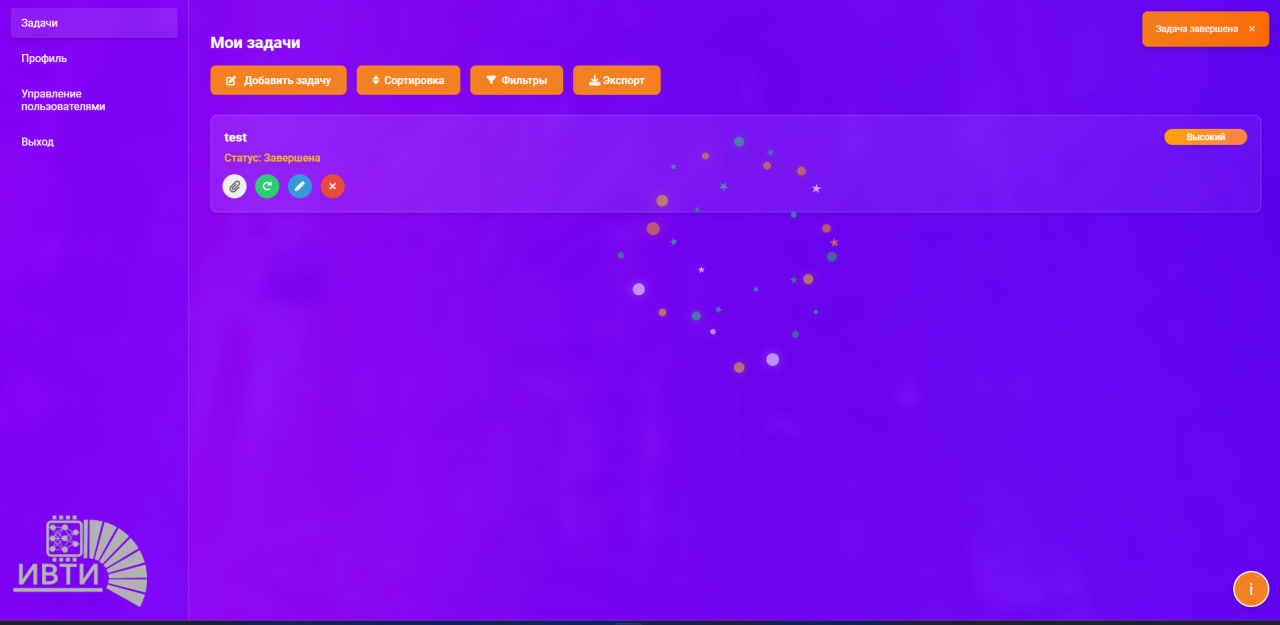 Задачи
Профиль
Управление
пользователями
Выход
ИВТИ
Мои задачи
Добавить задачу
Сортировка
Фильтры
Экспорт
test
Статус: Завершена
Высокий
Задача завершена ×
i